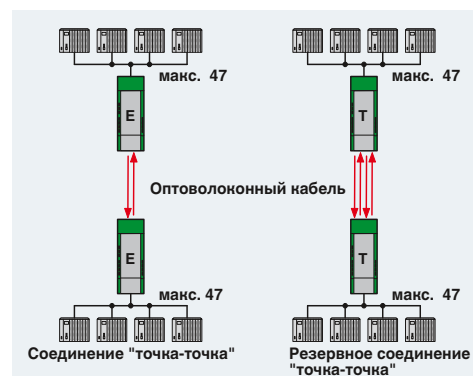 макс. 47
макс. 47
E
T
Оптоволоконный кабель
E
T
макс. 47
макс. 47
Соединение "точка-точка"
Резервное соединение
"точка-точка"